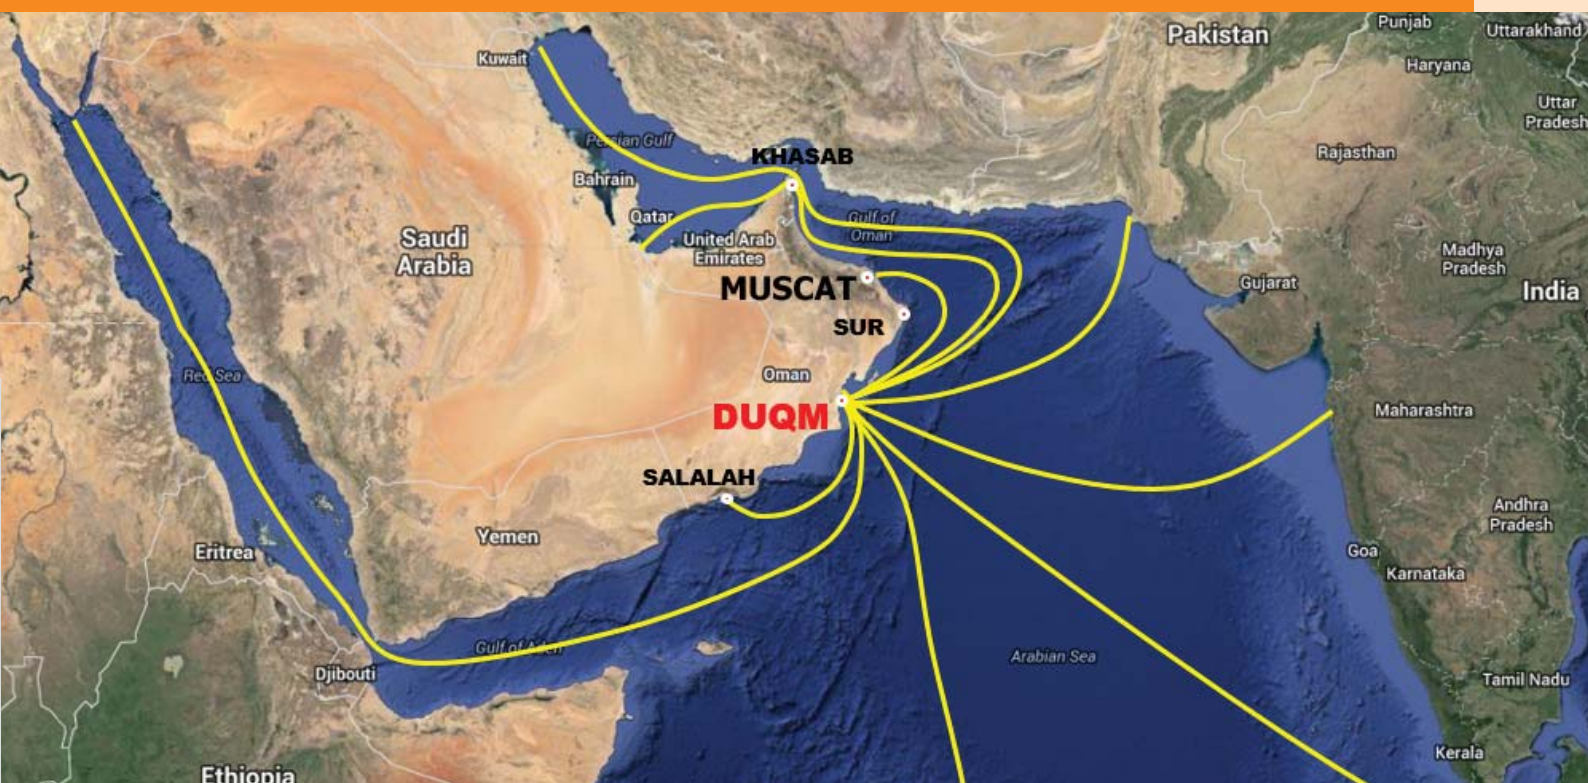 Punjab
Uttarakhand
Pakistan
Kuwait
Haryana
Uttar
Pradesh
Persian Gulf
KHASAB
Rajasthan
Bahrain
Qatar
Gulf of
Oman
Saudi
Arabia
United Arab
Emirates
Madhya
Pradesh
MUSCAT
Gujarat
India
SUR
Red Sea
Oman
DUQM
Maharashtra
SALALAH
Andhra
Pradesh
Yemen
Eritrea
Goa
Karnataka
Gulf of Aden
Arabian Sea
Djibouti
Tamil Nadu
Kerala
Ethiopia